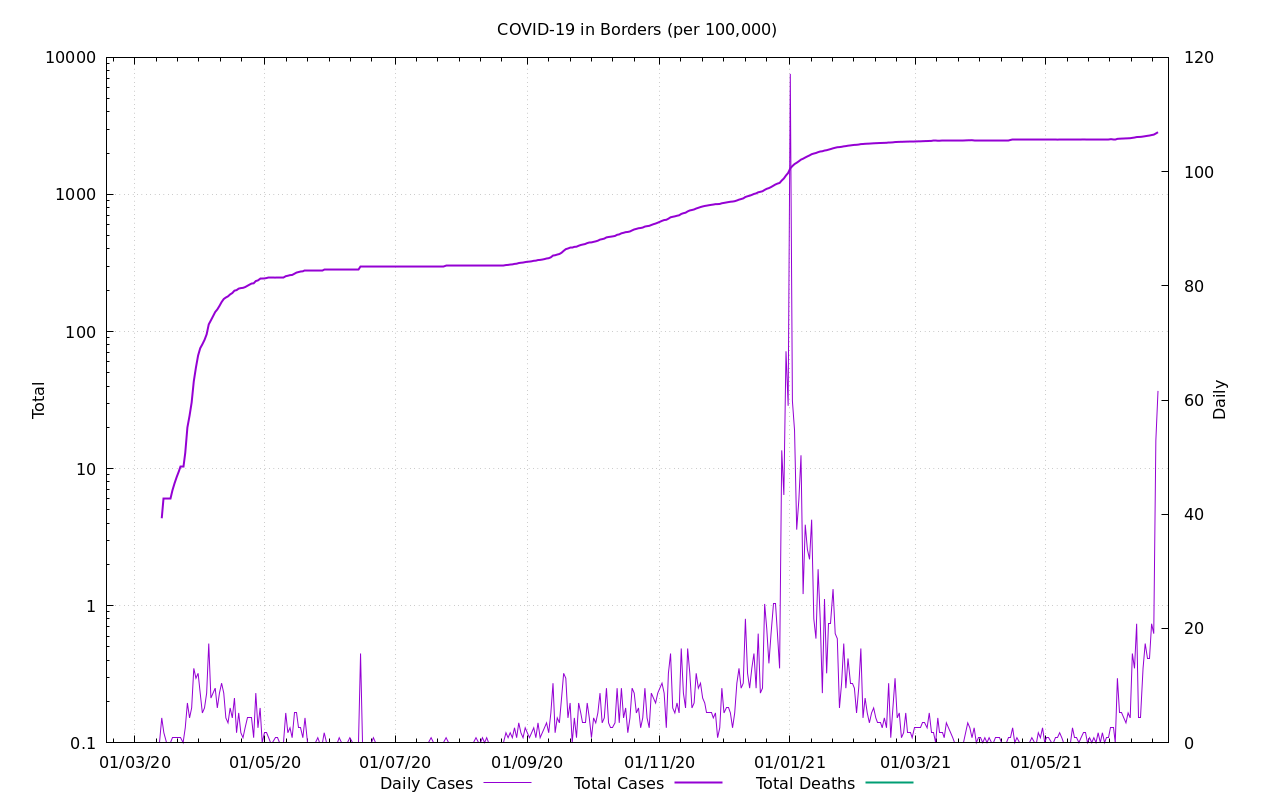 COVID-19 in Borders (per 100,000)
10000
1000
100
10
1
0.1
Total
120
100
80
60
40
20
0
Daily
01/03/20 01/05/20 01/07/20 01/09/20 01/11/20 01/01/21 01/03/21 01/05/21
Daily Cases Total Cases Total Deaths